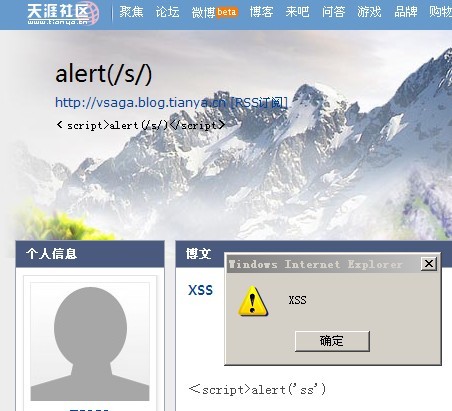 天涯社区 聚焦 论坛 微博 beta 博客 来吧 问答 游戏 品牌 购物
www.tianya.cn
alert(/s/)
http://vsaga.blog.tianya.cn [RSS订阅]
＜script>alert(/s/)</script>
个人信息 博文
Windows Internet Explorer
XSS
XSS
确定
＜script>alert('ss')